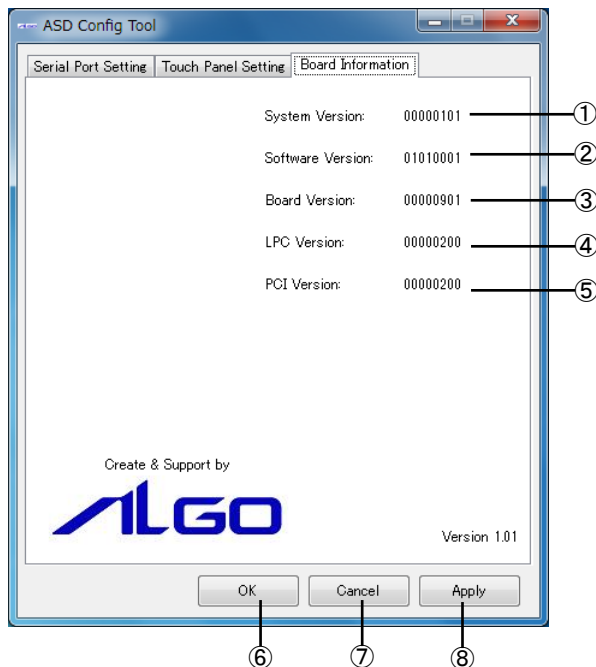 ASD Config Tool
Serial Port Setting Touch Panel Setting Board Information
System Version: 00000101 ①
Software Version: 01010001 ②
Board Version: 00000901 ③
LPC Version: 00000200 ④
PCI Version: 00000200 ⑤
Create & Support by
ALGO
Version 1.01
OK Cancel Apply
⑥ ⑦ ⑧